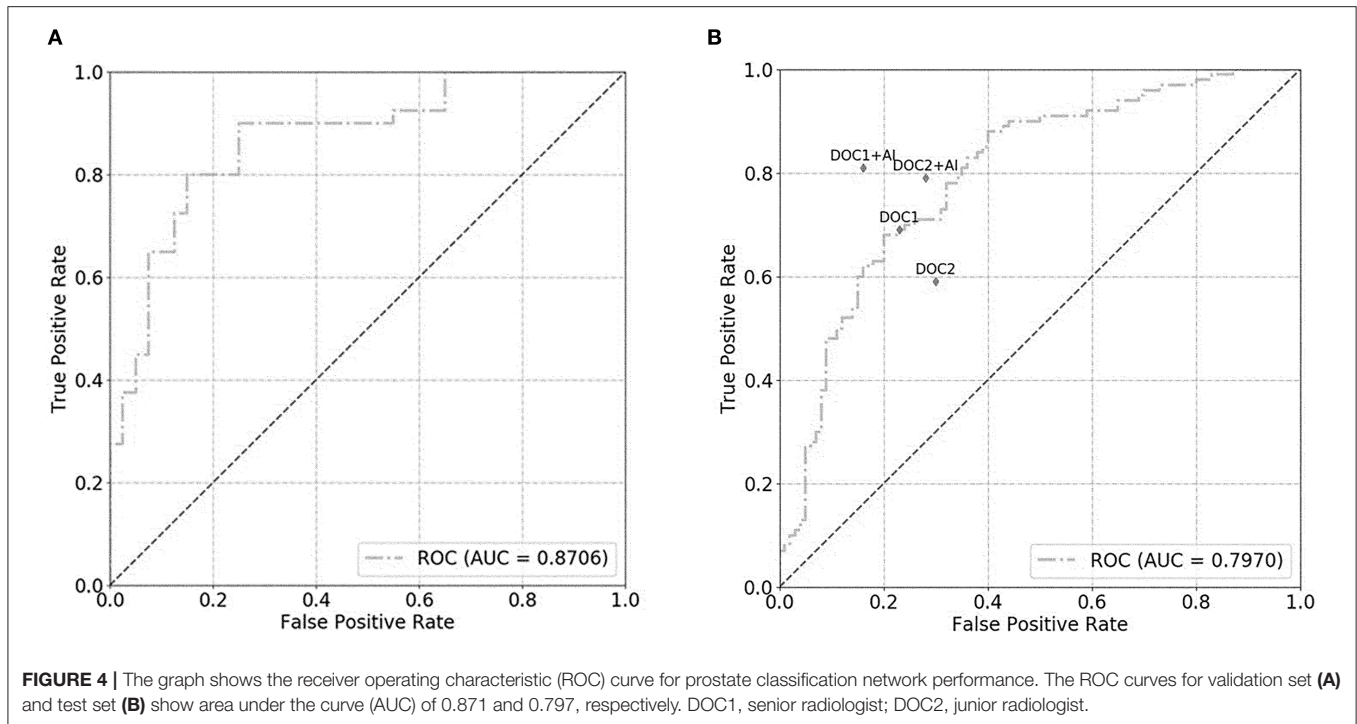 A
1.0
0.8
0.6
0.4
0.2
0.0
True Positive Rate
0.0 0.2 0.4 0.6 0.8 1.0
False Positive Rate
ROC (AUC = 0.8706)
B
1.0
0.8
0.6
0.4
0.2
0.0
True Positive Rate
DOC1+AI
DOC2+AI
DOC1
DOC2
0.0 0.2 0.4 0.6 0.8 1.0
False Positive Rate
ROC (AUC = 0.7970)
FIGURE 4 | The graph shows the receiver operating characteristic (ROC) curve for prostate classification network performance. The ROC curves for validation set (A)
and test set (B) show area under the curve (AUC) of 0.871 and 0.797, respectively. DOC1, senior radiologist; DOC2, junior radiologist.